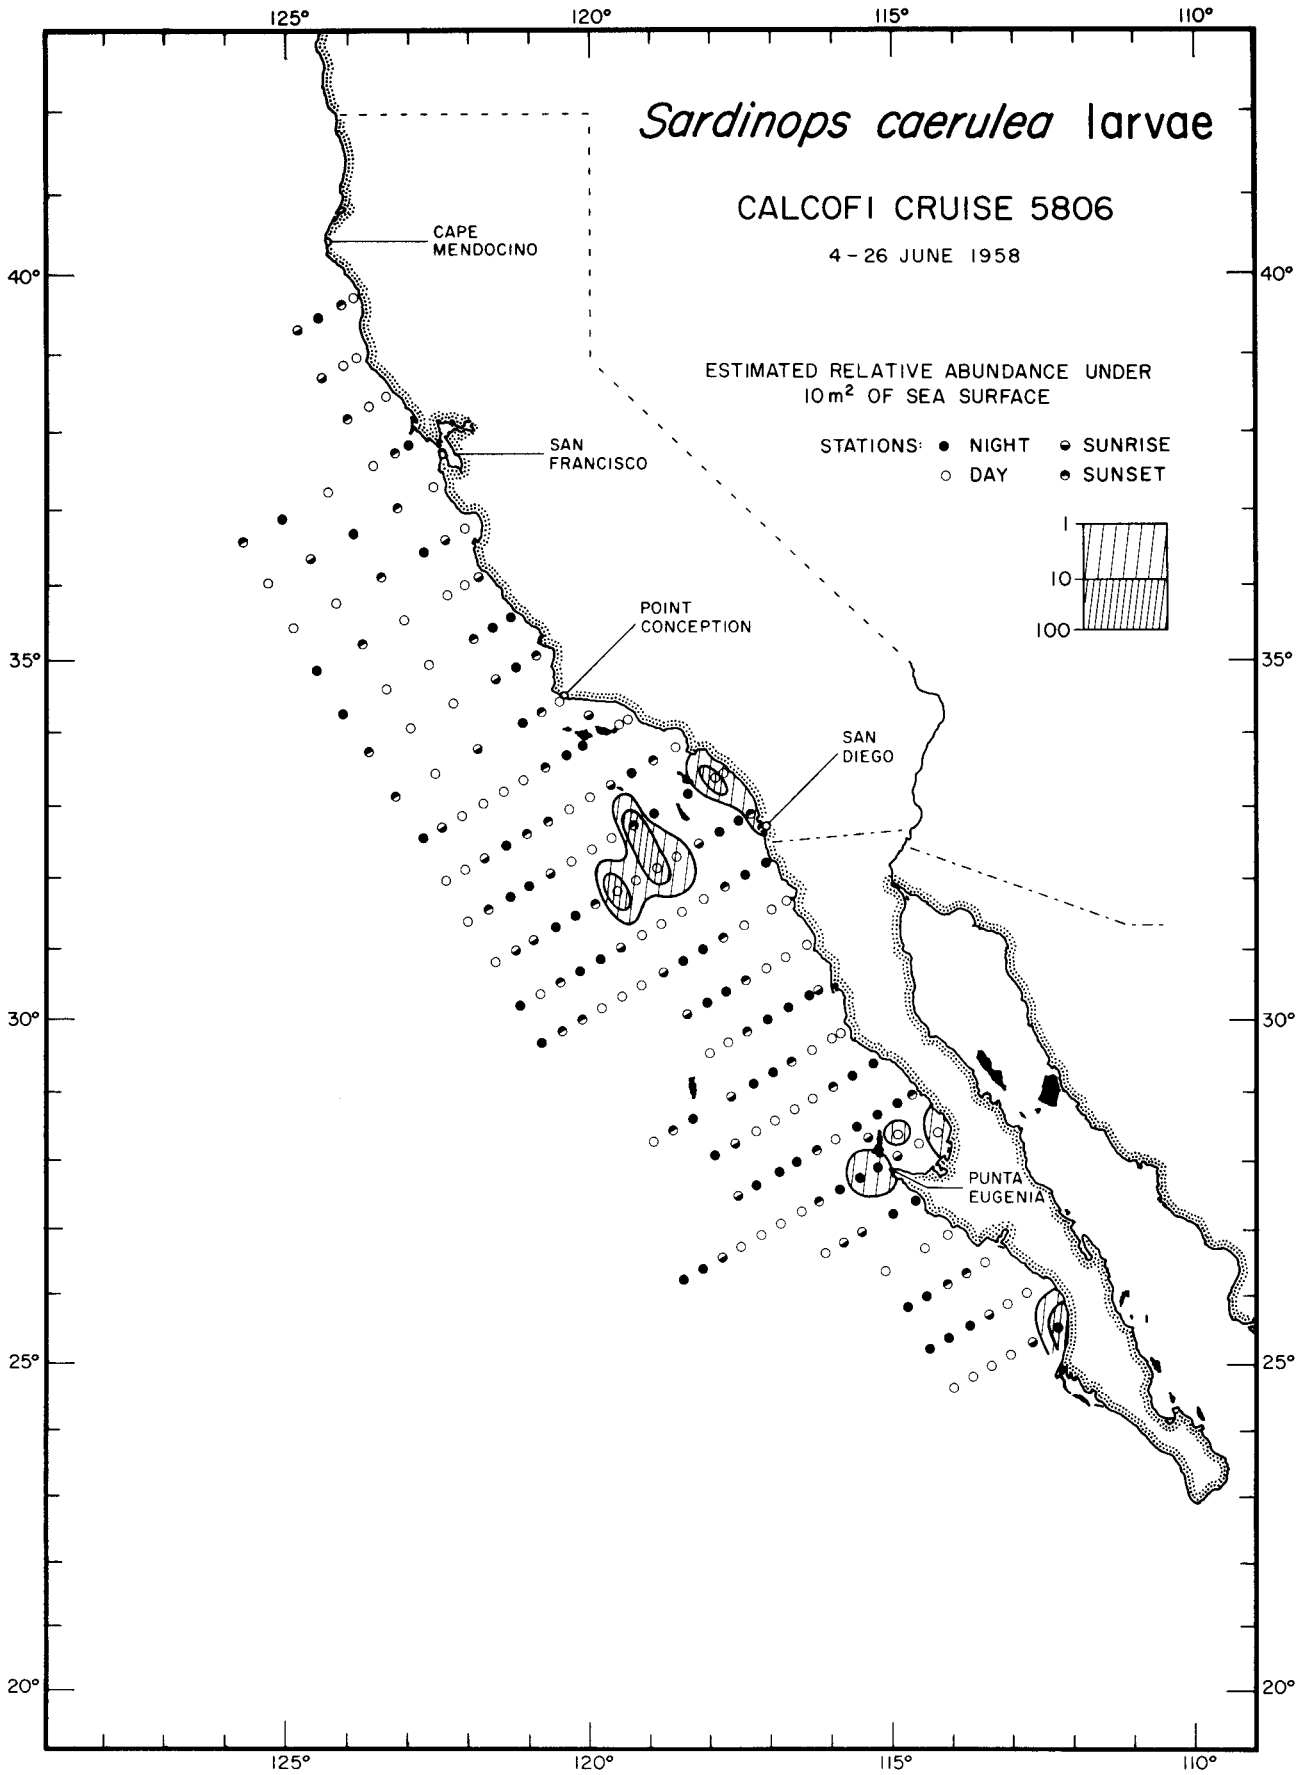 125° 120° 115° 110°
Sardinops caerulea larvae
CALCOFI CRUISE 5806
4-26 JUNE 1958
CAPE
MENDOCINO
40° 40°
ESTIMATED RELATIVE ABUNDANCE UNDER
10m² OF SEA SURFACE
STATIONS: NIGHT SUNRISE
DAY SUNSET
SAN
FRANCISCO
1
10
100
POINT
CONCEPTION
35° 35°
SAN
DIEGO
30° 30°
PUNTA
EUGENIA
25° 25°
20° 20°
125° 120° 115° 110°